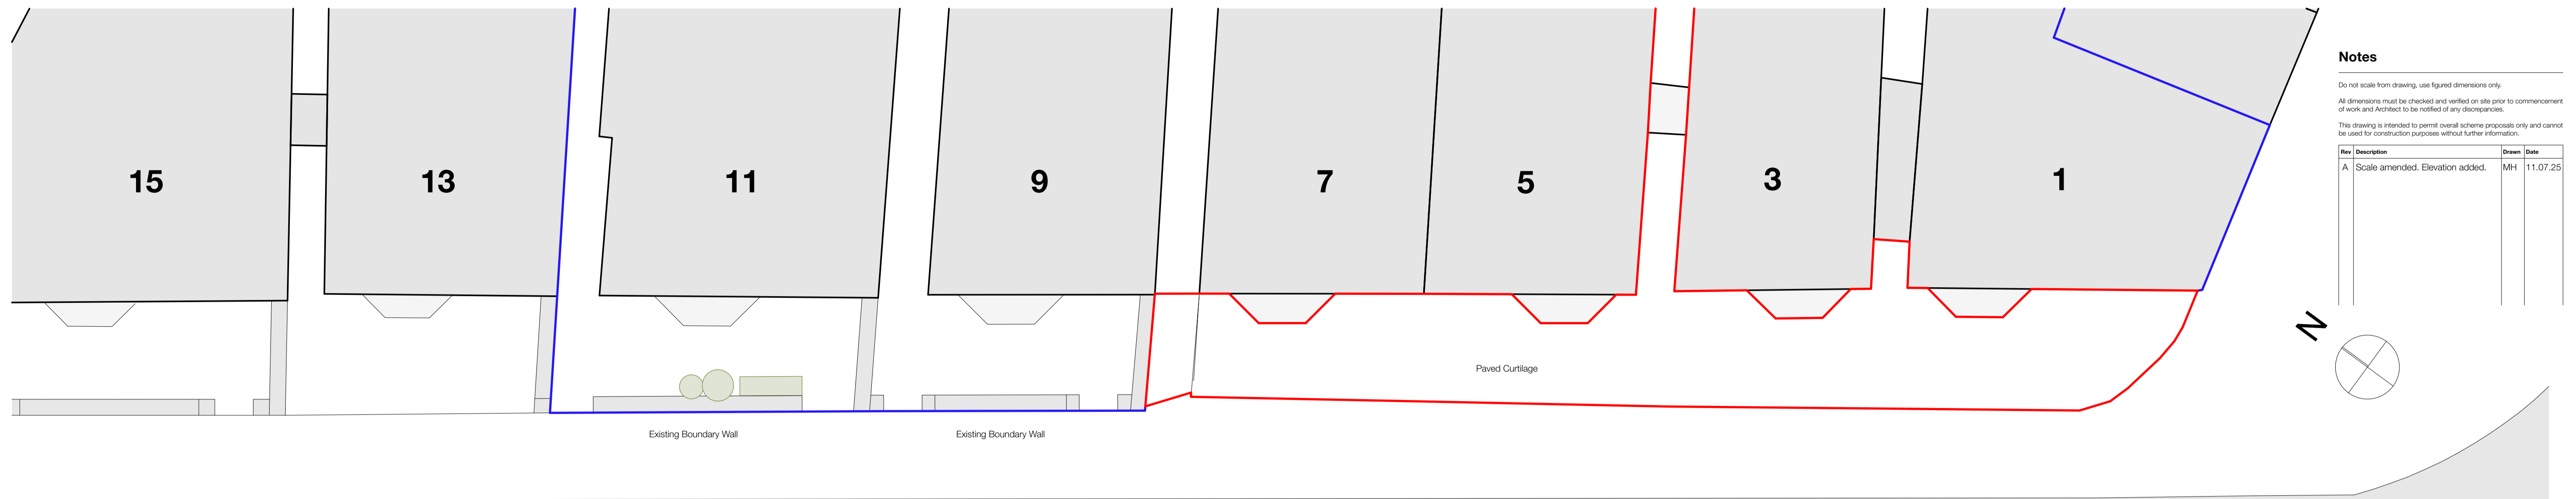 15
13
11
9
7
5
3
1
Existing Boundary Wall
Existing Boundary Wall
Paved Curtilage
Notes
Do not scale from drawing, use figured dimensions only.
All dimensions must be checked and verified on site prior to commencement
of work and Architect to be notified of any discrepancies.
This drawing is intended to permit overall scheme proposals only and cannot
be used for construction purposes without further information.
Rev Description Drawn Date
A Scale amended. Elevation added. MH 11.07.25
N